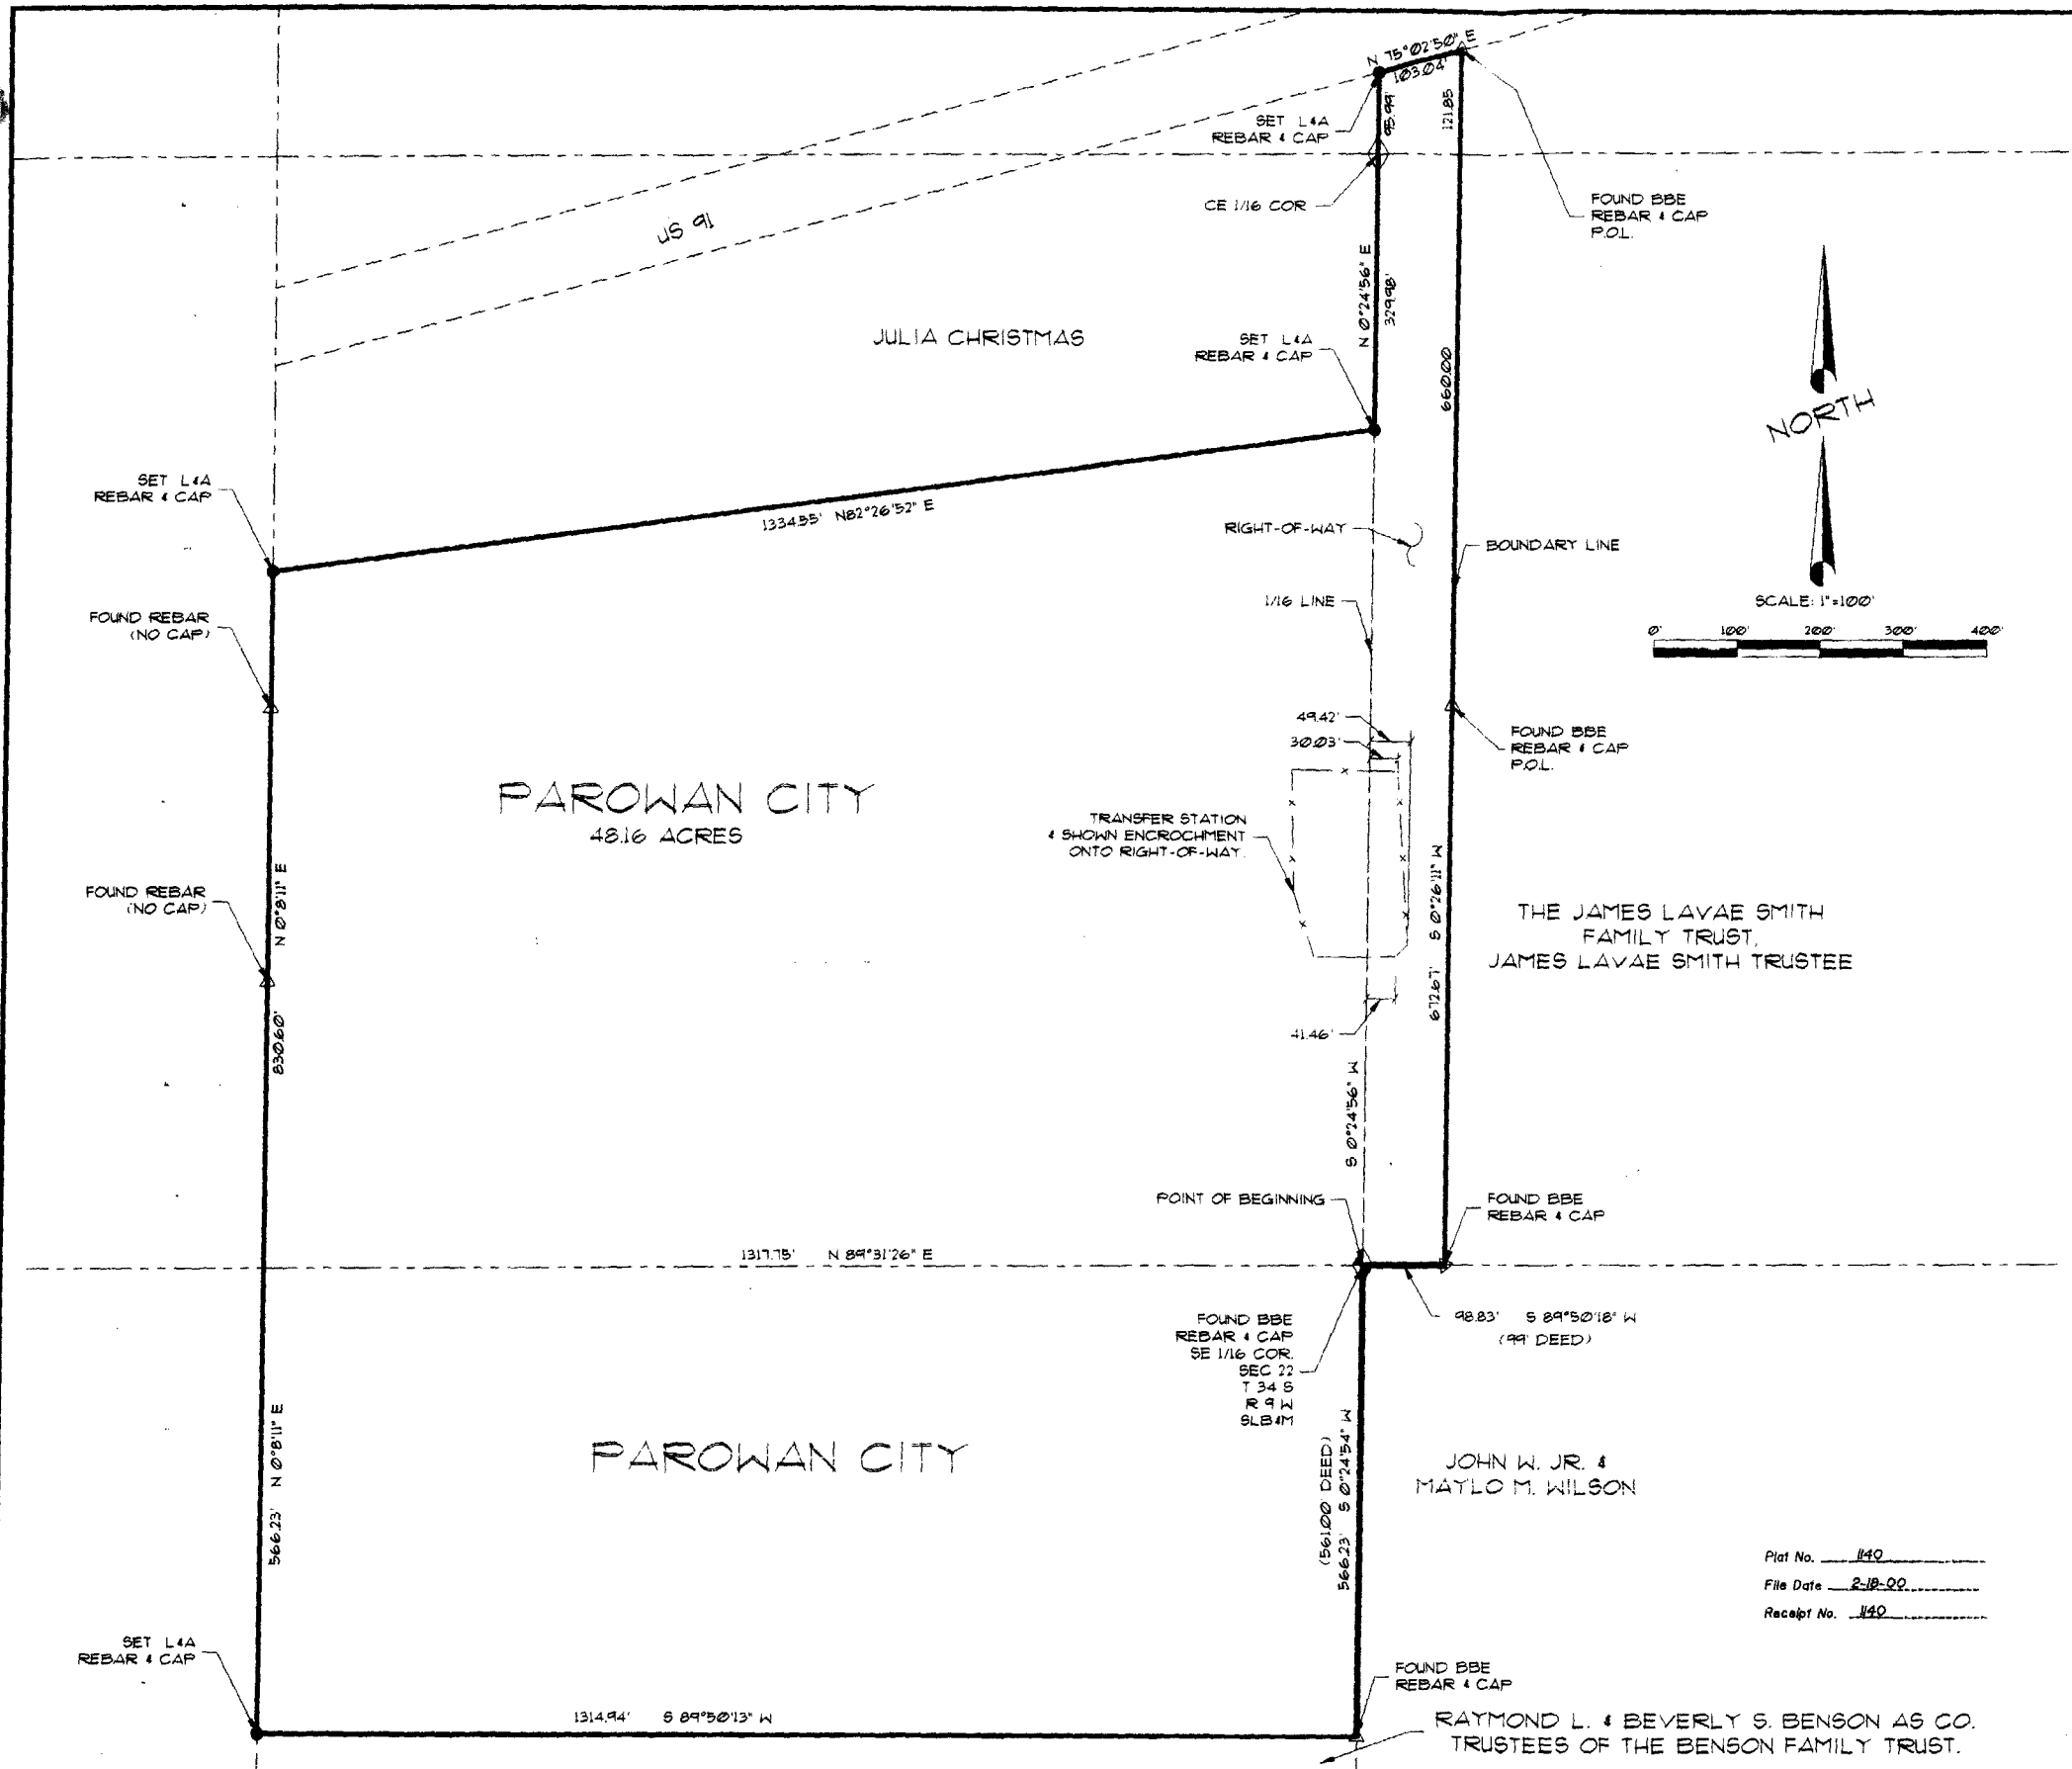 N 75°02'50" E
103.04'
SET L&A
REBAR & CAP
95.99'
121.85
CE 1/16 COR
FOUND BBE
REBAR & CAP
P.O.L.
US 91
N 0°24'56" E
329.98'
JULIA CHRISTMAS
SET L&A
REBAR & CAP
660.00
NORTH
SET L&A
REBAR & CAP
1334.55' N82°26'52" E
RIGHT-OF-WAY
BOUNDARY LINE
1/16 LINE
SCALE: 1"=100'
0' 100' 200' 300' 400'
FOUND REBAR
(NO CAP)
49.42'
30.03'
FOUND BBE
REBAR & CAP
P.O.L.
PAROWAN CITY
48.16 ACRES
TRANSFER STATION
& SHOWN ENCROCHMENT
ONTO RIGHT-OF-WAY.
FOUND REBAR
(NO CAP)
N 0°8'11" E
830.60'
672.67' S 0°26'11" W
THE JAMES LAVAE SMITH
FAMILY TRUST,
JAMES LAVAE SMITH TRUSTEE
41.46'
S 0°24'56" W
POINT OF BEGINNING
FOUND BBE
REBAR & CAP
1317.75' N 89°31'26" E
98.83' S 89°50'18" W
(99' DEED)
FOUND BBE
REBAR & CAP
SE 1/16 COR.
SEC 22
T 34 S
R 9 W
SLB&M
566.23' N 0°8'11" E
PAROWAN CITY
(561.00 DEED)
566.23' S 0°24'54" W
JOHN W. JR. &
MAYLO M. WILSON
Plat No. 1140
File Date 2-18-00
Receipt No. 1140
SET L&A
REBAR & CAP
FOUND BBE
REBAR & CAP
1314.94' S 89°50'13" W
RAYMOND L. & BEVERLY S. BENSON AS CO.
TRUSTEES OF THE BENSON FAMILY TRUST.